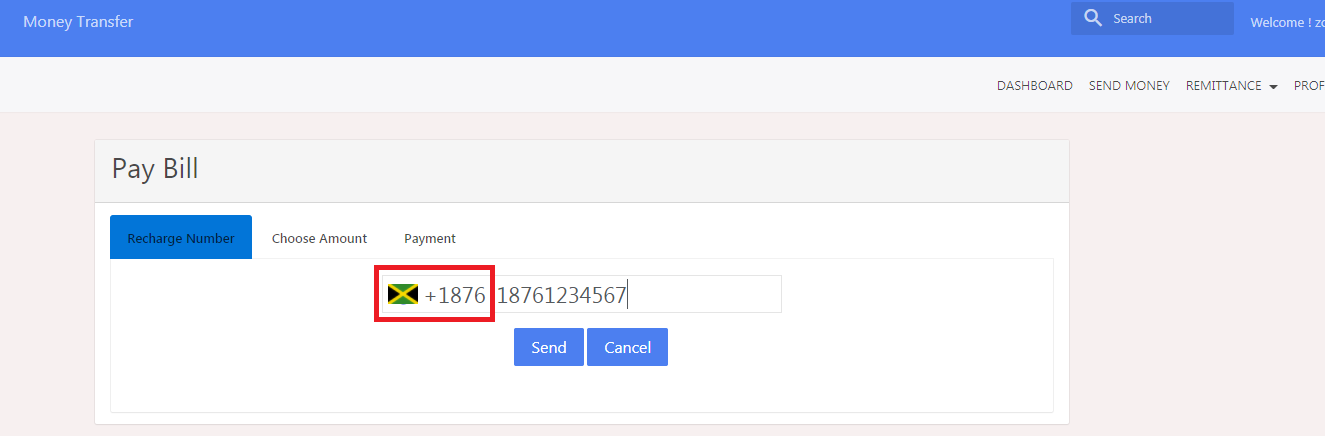 Money Transfer
Search
Welcome ! zo
DASHBOARD SEND MONEY REMITTANCE PROF
Pay Bill
Recharge Number Choose Amount Payment
+1876 18761234567
Send Cancel